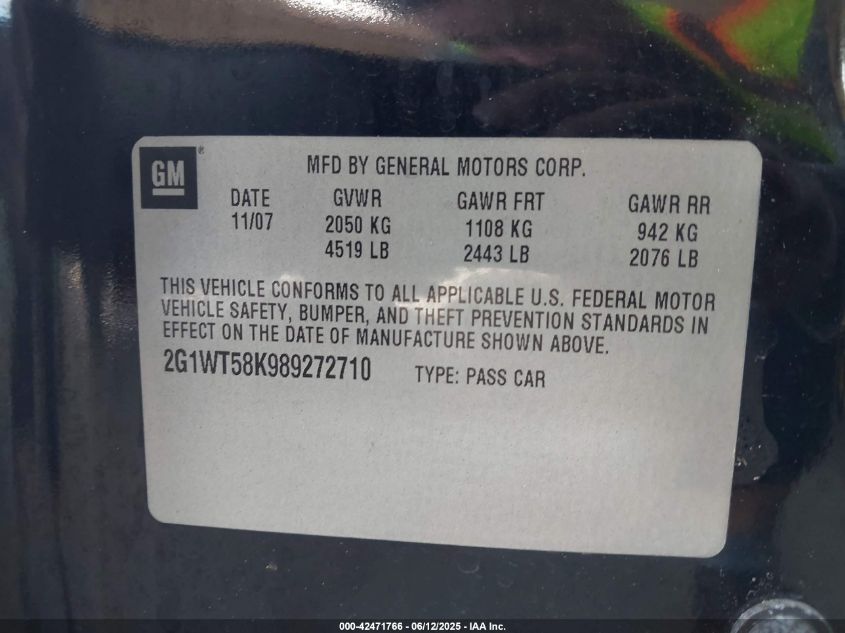 GM®
MFD BY GENERAL MOTORS CORP.
DATE GVWR GAWR FRT GAWR RR
11/07 2050 KG 1108 KG 942 KG
4519 LB 2443 LB 2076 LB
THIS VEHICLE CONFORMS TO ALL APPLICABLE U.S. FEDERAL MOTOR
VEHICLE SAFETY, BUMPER, AND THEFT PREVENTION STANDARDS IN
EFFECT ON THE DATE OF MANUFACTURE SHOWN ABOVE.
2G1WT58K989272710 TYPE: PASS CAR
000-42471766 - 06/12/2025 - IAA Inc.